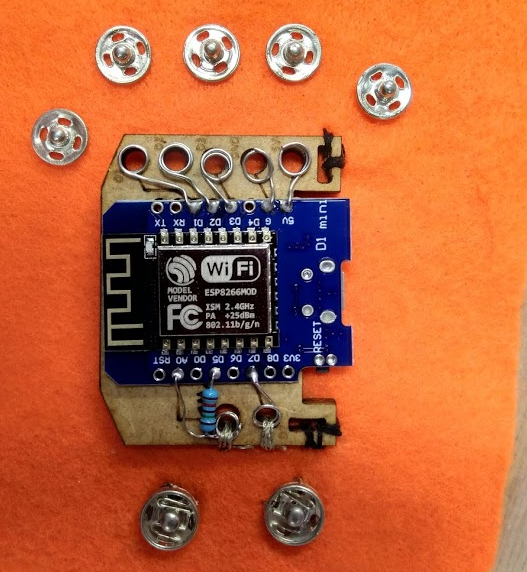 TX RX D1 D2 D3 D4 G 5V
D1 mini
WiFi
MODEL
VENDOR
ESP8266MOD
ISM 2.4GHz
PA +25dBm
802.11b/g/n
FC
RESET
RST A0 D0 D5 D6 D7 D8 3V3